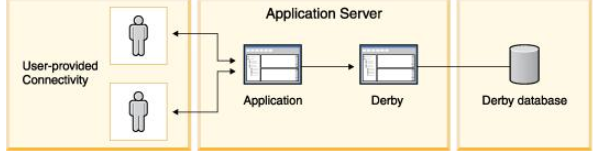 Application Server
User-provided
Connectivity
Application
Derby
Derby database